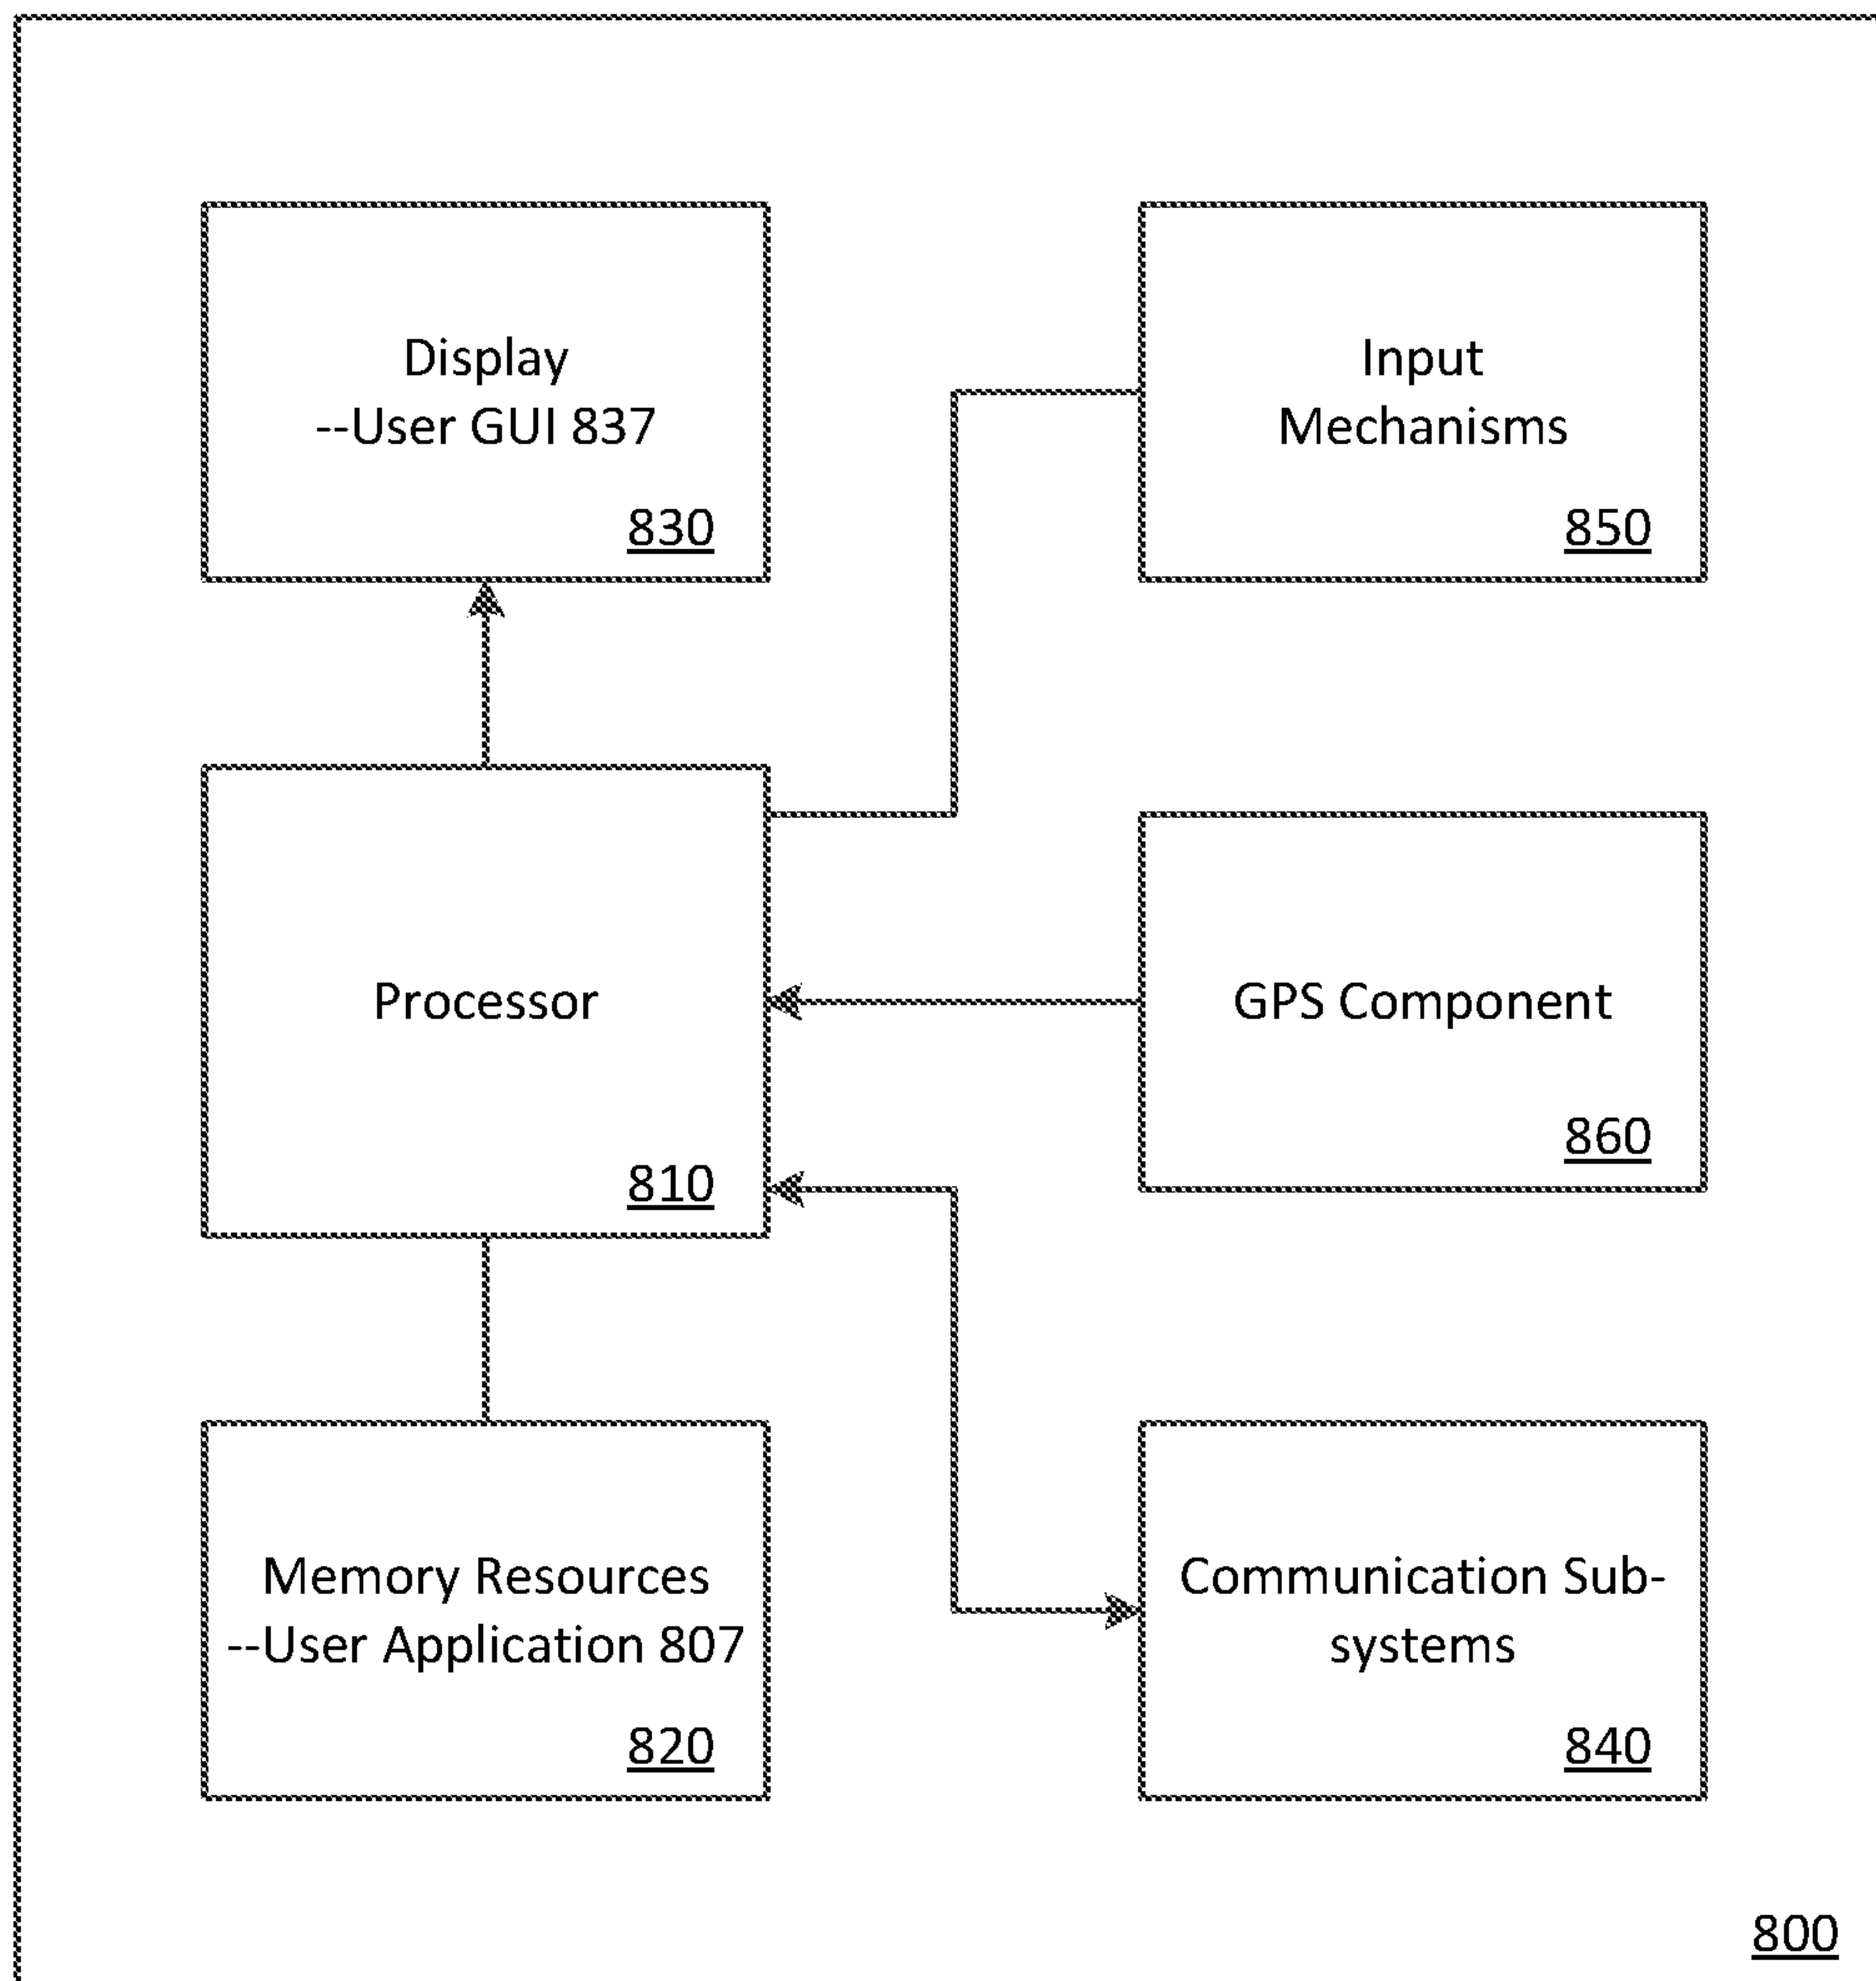 Display
--User GUI 837
830
Input
Mechanisms
850
Processor
810
GPS Component
860
Memory Resources
--User Application 807
820
Communication Sub-
systems
840
800